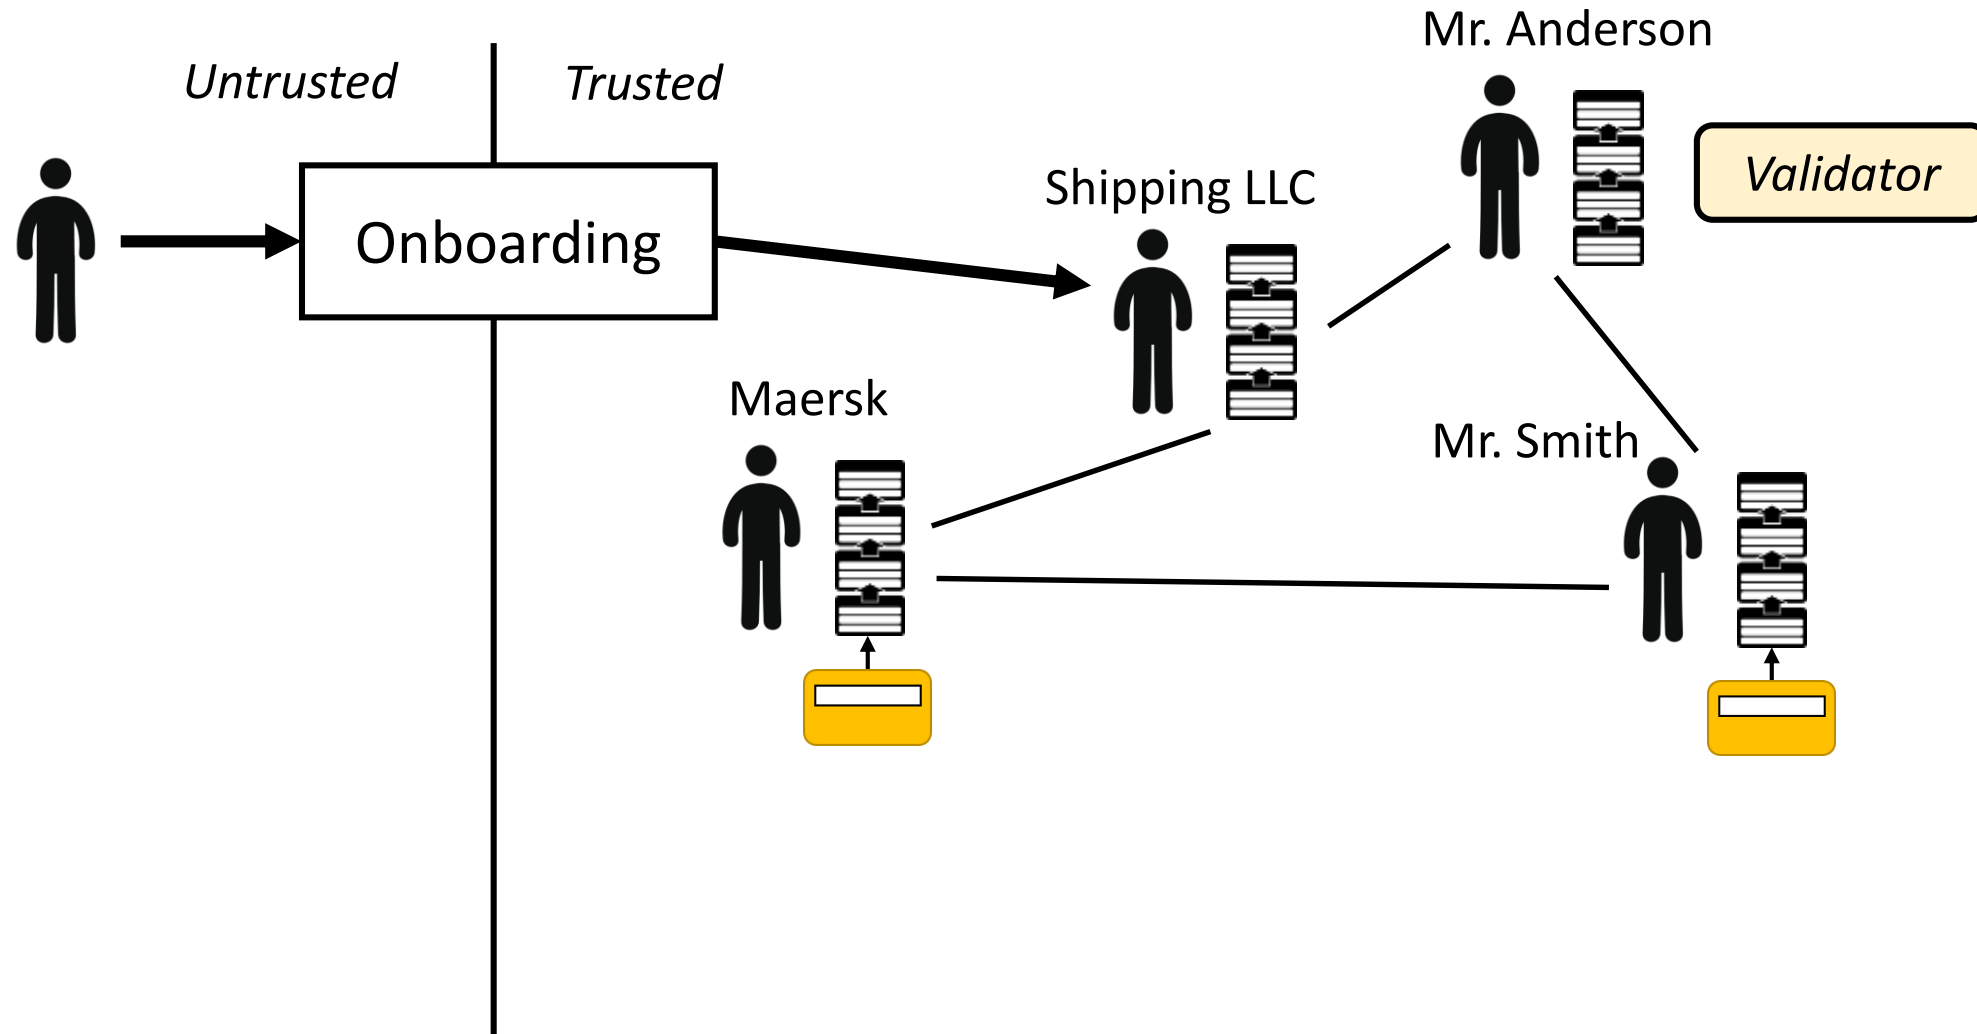 Untrusted
Trusted
Mr. Anderson
Validator
Shipping LLC
Onboarding
Maersk
Mr. Smith